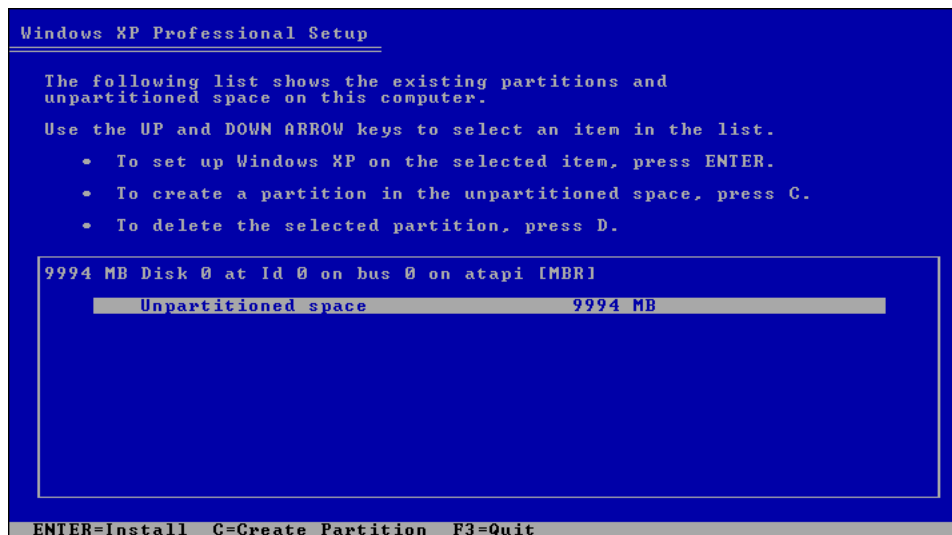 Windows XP Professional Setup
The following list shows the existing partitions and
unpartitioned space on this computer.
Use the UP and DOWN ARROW keys to select an item in the list.
• To set up Windows XP on the selected item, press ENTER.
• To create a partition in the unpartitioned space, press C.
• To delete the selected partition, press D.
9994 MB Disk 0 at Id 0 on bus 0 on atapi [MBR]
Unpartitioned space 9994 MB
ENTER=Install C=Create Partition F3=Quit